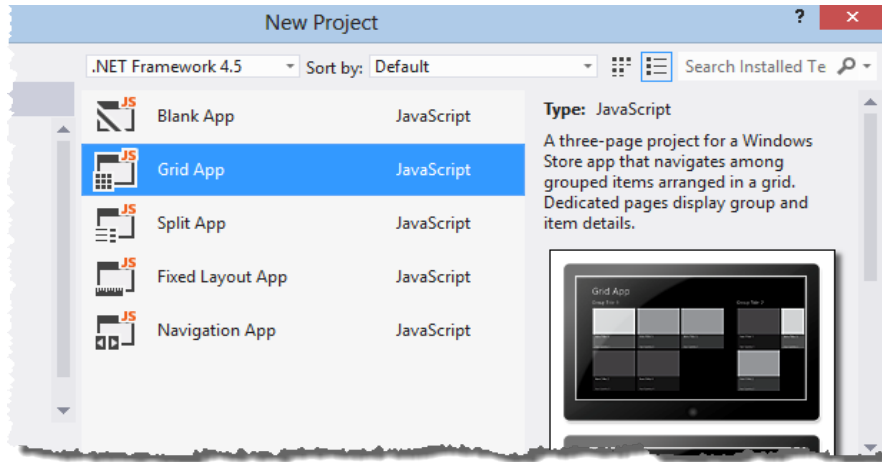 New Project
?
.NET Framework 4.5 Sort by: Default Search Installed Te
JS Blank App JavaScript
JS Grid App JavaScript
JS Split App JavaScript
JS Fixed Layout App JavaScript
JS Navigation App JavaScript
Type: JavaScript
A three-page project for a Windows
Store app that navigates among
grouped items arranged in a grid.
Dedicated pages display group and
item details.
Grid App